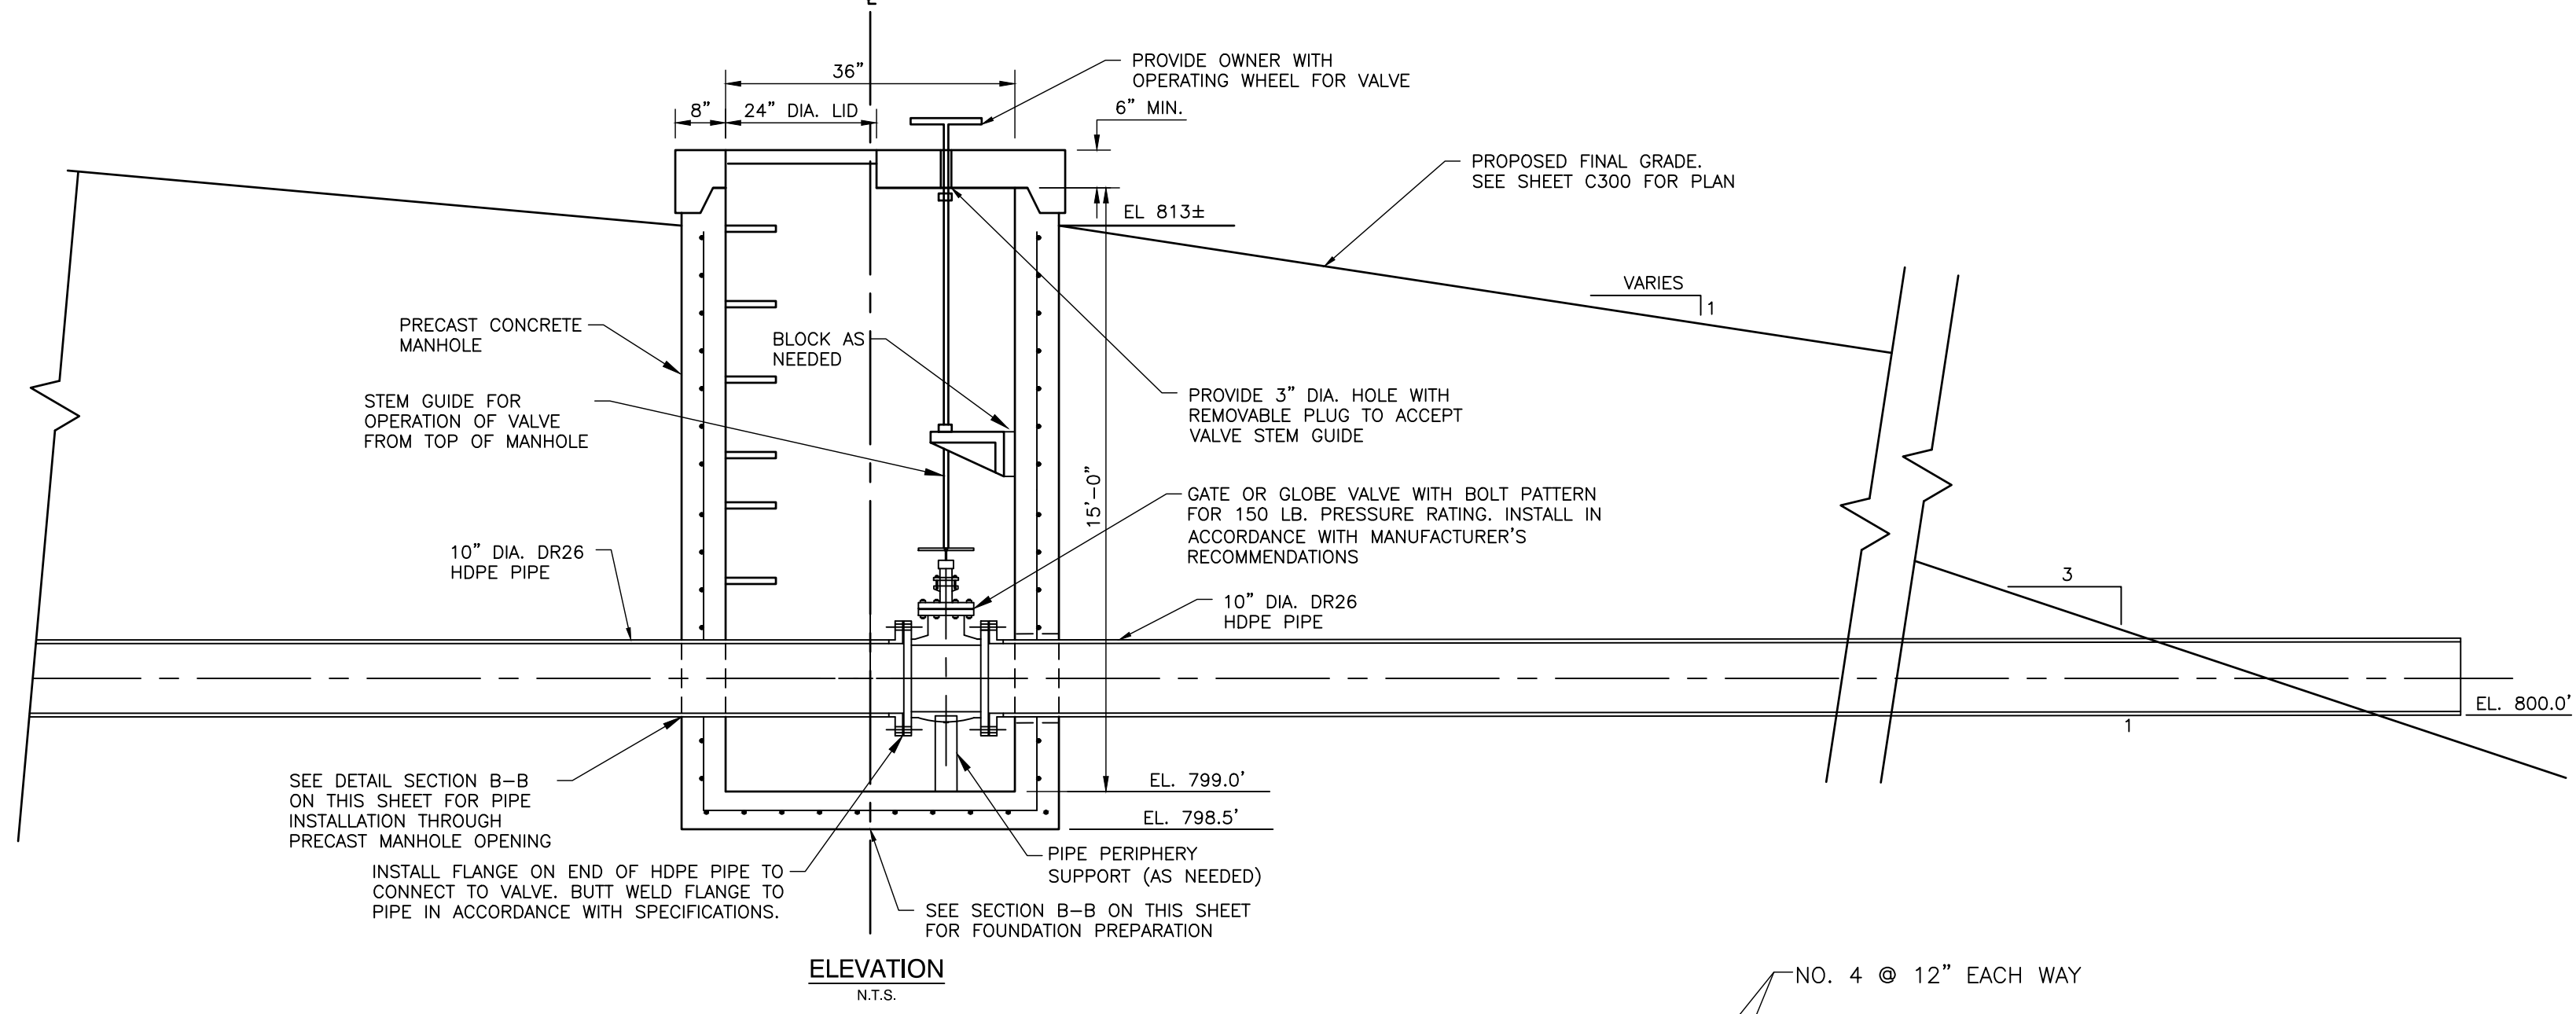 PROVIDE OWNER WITH
OPERATING WHEEL FOR VALVE
36”
8”
24” DIA. LID
6” MIN.
PROPOSED FINAL GRADE.
SEE SHEET C300 FOR PLAN
EL 813±
VARIES
1
PRECAST CONCRETE
MANHOLE
BLOCK AS
NEEDED
STEM GUIDE FOR
OPERATION OF VALVE
FROM TOP OF MANHOLE
PROVIDE 3” DIA. HOLE WITH
REMOVABLE PLUG TO ACCEPT
VALVE STEM GUIDE
15’-0”
GATE OR GLOBE VALVE WITH BOLT PATTERN
FOR 150 LB. PRESSURE RATING. INSTALL IN
ACCORDANCE WITH MANUFACTURER’S
RECOMMENDATIONS
10” DIA. DR26
HDPE PIPE
10” DIA. DR26
HDPE PIPE
3
1
EL. 800.0’
SEE DETAIL SECTION B-B
ON THIS SHEET FOR PIPE
INSTALLATION THROUGH
PRECAST MANHOLE OPENING
EL. 799.0’
EL. 798.5’
INSTALL FLANGE ON END OF HDPE PIPE TO
CONNECT TO VALVE. BUTT WELD FLANGE TO
PIPE IN ACCORDANCE WITH SPECIFICATIONS.
PIPE PERIPHERY
SUPPORT (AS NEEDED)
SEE SECTION B-B ON THIS SHEET
FOR FOUNDATION PREPARATION
ELEVATION
N.T.S.
NO. 4 @ 12” EACH WAY